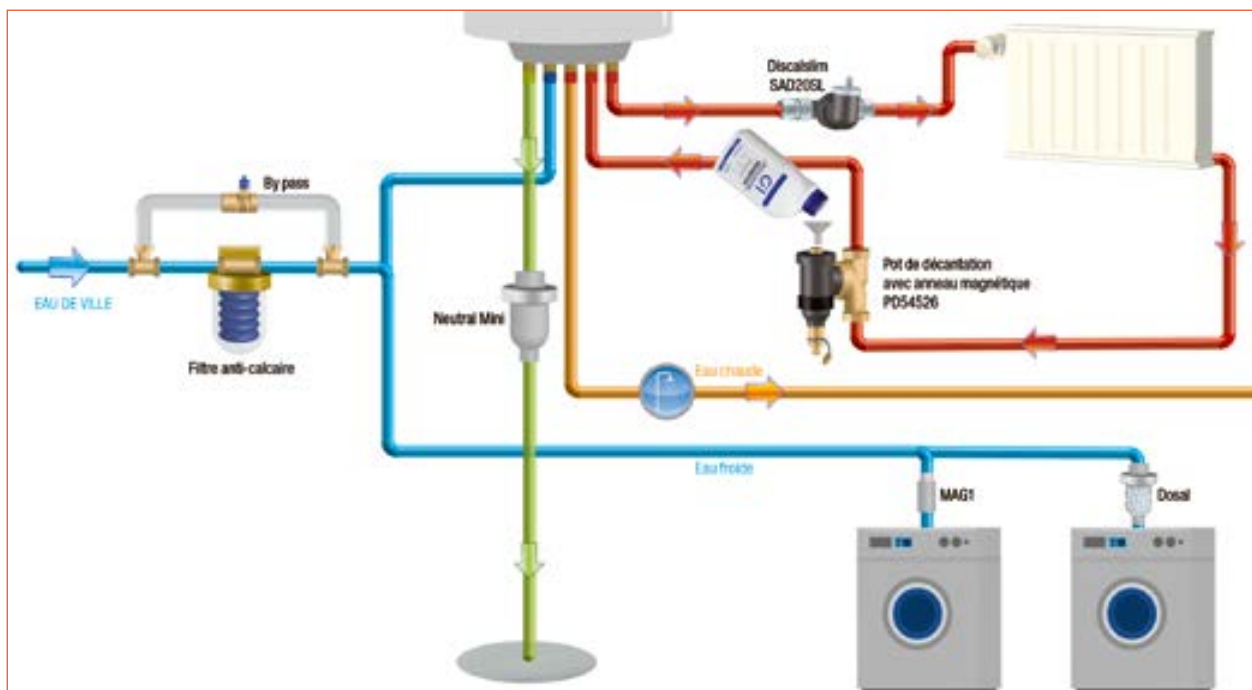 Discalslim
SAD20SL
By pass
C1
EAU DE VILLE
Filtre anti-calcaire
Neutral Mini
Pot de décantation
avec anneau magnétique
PD54526
Eau chaude
Eau froide
MAG1
Dosal